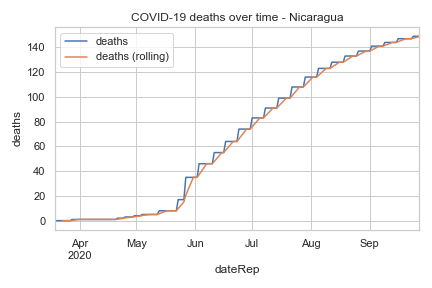 COVID-19 deaths over time - Nicaragua
deaths
deaths (rolling)
140
120
100
80
60
40
20
0
deaths
Apr
2020
May
Jun
Jul
Aug
Sep
dateRep